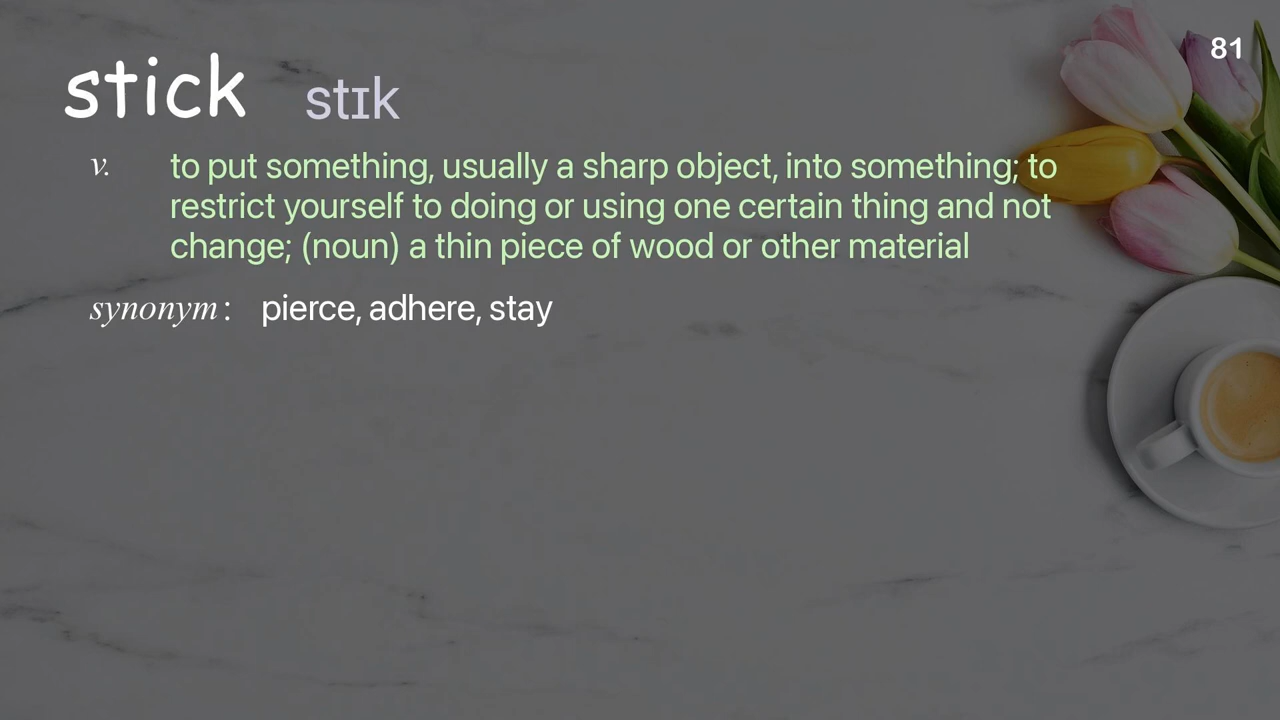 81
stick stɪk
v. to put something, usually a sharp object, into something; to
restrict yourself to doing or using one certain thing and not
change; (noun) a thin piece of wood or other material
synonym: pierce, adhere, stay